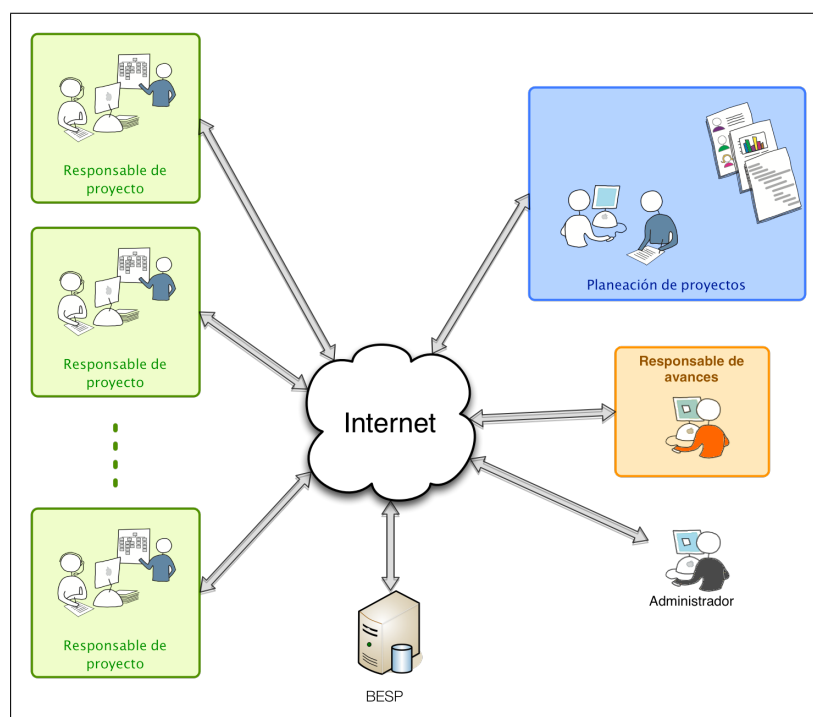 Responsable de
proyecto
Responsable de
proyecto
Responsable de
proyecto
Internet
Planeación de proyectos
Responsable de
avances
Administrador
BESP